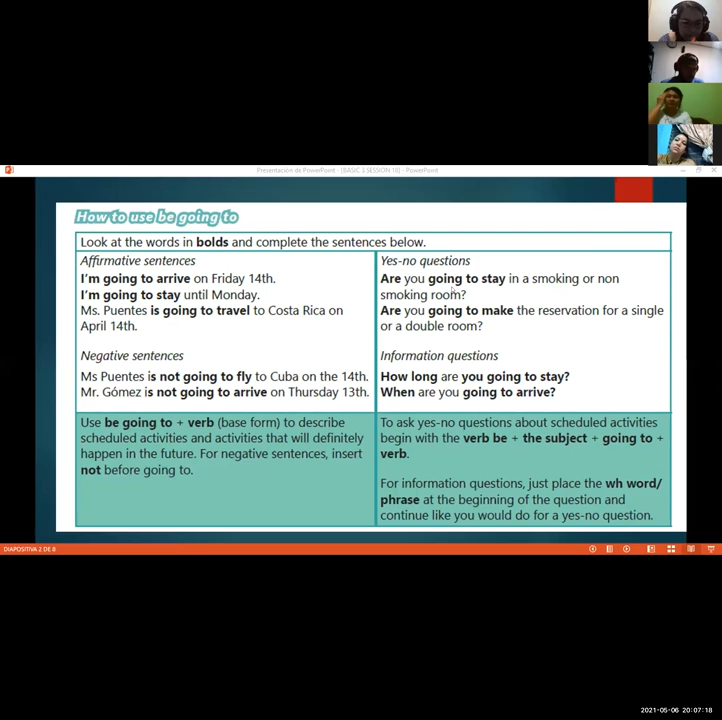 Presentación de PowerPoint - [BASIC 3 SESSION 18] - PowerPoint
How to use be going to
Look at the words in bolds and complete the sentences below.
Affirmative sentences
I'm going to arrive on Friday 14th.
I'm going to stay until Monday.
Ms. Puentes is going to travel to Costa Rica on
April 14th.
Negative sentences
Ms Puentes is not going to fly to Cuba on the 14th.
Mr. Gómez is not going to arrive on Thursday 13th.
Yes-no questions
Are you going to stay in a smoking or non
smoking room?
Are you going to make the reservation for a single
or a double room?
Information questions
How long are you going to stay?
When are you going to arrive?
Use be going to + verb (base form) to describe
scheduled activities and activities that will definitely
happen in the future. For negative sentences, insert
not before going to.
To ask yes-no questions about scheduled activities
begin with the verb be + the subject + going to +
verb.
For information questions, just place the wh word/
phrase at the beginning of the question and
continue like you would do for a yes-no question.
DIAPOSITIVA 2 DE 8
2021-05-06 20:07:18